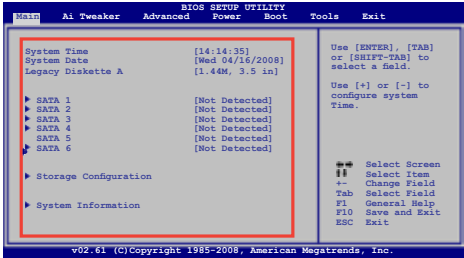 BIOS SETUP UTILITY
Main Ai Tweaker Advanced Power Boot Tools Exit
System Time [14:14:35]
System Date [Wed 04/16/2008]
Legacy Diskette A [1.44M, 3.5 in]
SATA 1 [Not Detected]
SATA 2 [Not Detected]
SATA 3 [Not Detected]
SATA 4 [Not Detected]
SATA 5 [Not Detected]
SATA 6 [Not Detected]
Storage Configuration
System Information
Use [ENTER], [TAB]
or [SHIFT-TAB] to
select a field.
Use [+] or [-] to
configure system
Time.
Select Screen
Select Item
+- Change Field
Tab Select Field
F1 General Help
F10 Save and Exit
ESC Exit
v02.61 (C)Copyright 1985-2008, American Megatrends, Inc.